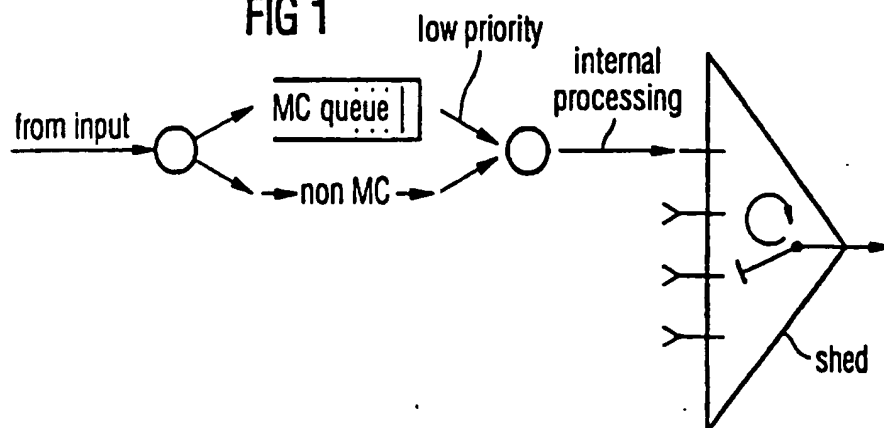 FIG 1
low priority
internal
processing
MC queue
from input
non MC
shed